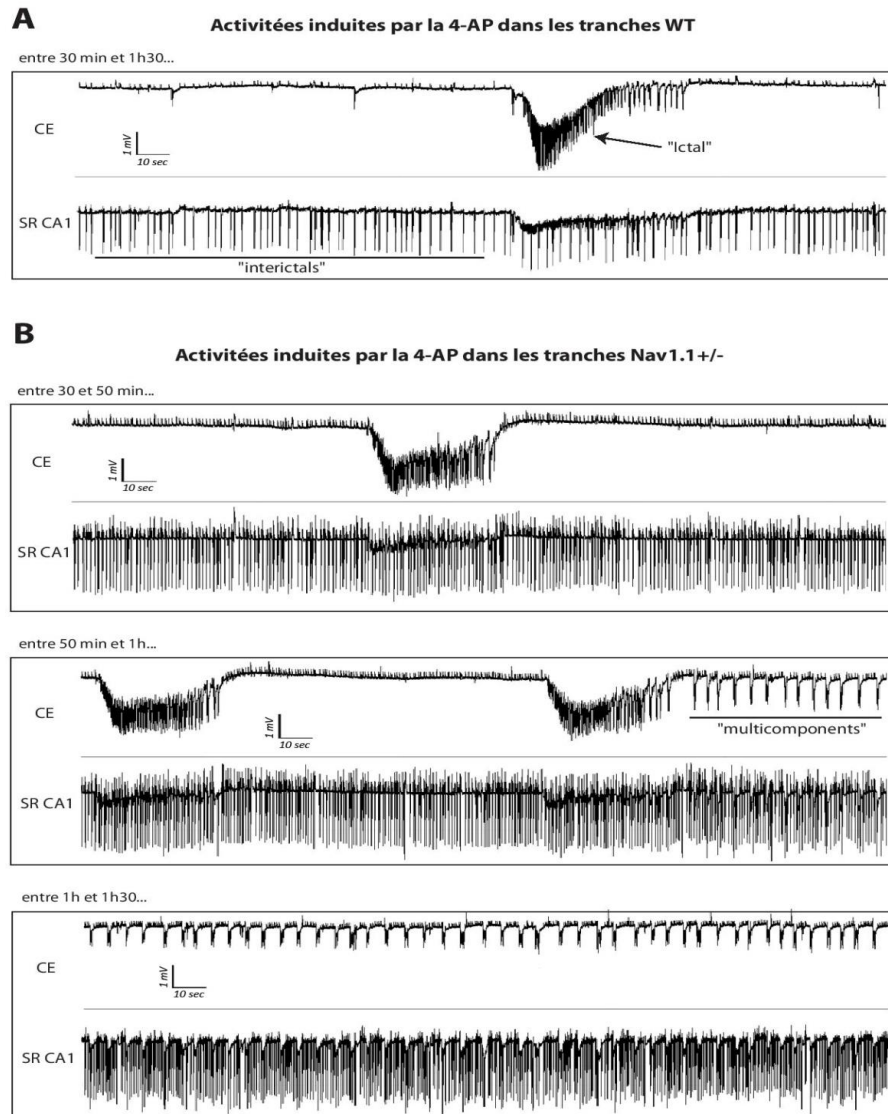 A
Activitées induites par la 4-AP dans les tranches WT
entre 30 min et 1h30...
CE
1 mV
10 sec
"Ictal"
SR CA1
"interictals"
B
Activitées induites par la 4-AP dans les tranches Nav1.1+/-
entre 30 et 50 min...
CE
1 mV
10 sec
SR CA1
entre 50 min et 1h...
CE
1 mV
10 sec
"multicomponents"
SR CA1
entre 1h et 1h30...
CE
1 mV
10 sec
SR CA1